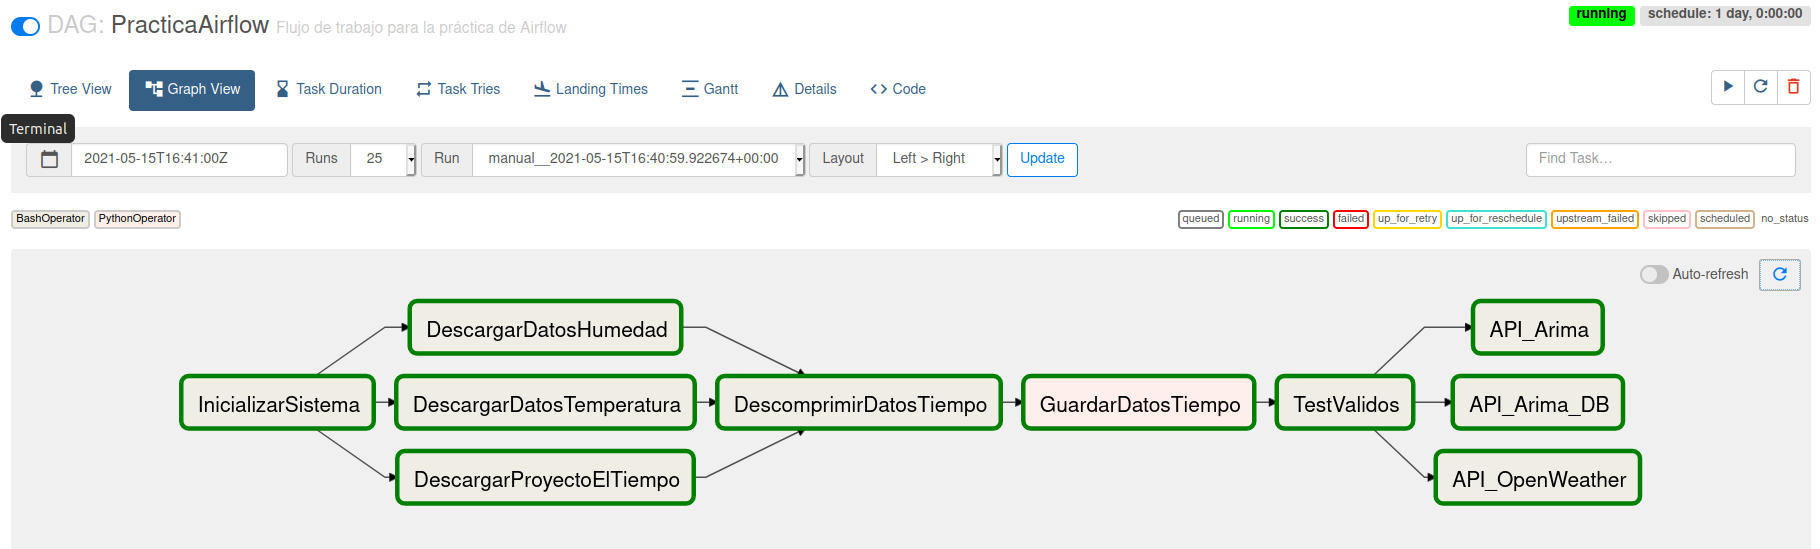 DAG: PracticaAirflow Flujo de trabajo para la práctica de Airflow
running schedule: 1 day, 0:00:00
Tree View Graph View Task Duration Task Tries Landing Times Gantt Details Code
Terminal
2021-05-15T16:41:00Z Runs 25 Run manual__2021-05-15T16:40:59.922674+00:00 Layout Left > Right Update Find Task...
BashOperator PythonOperator
queued running success failed up_for_retry up_for_reschedule upstream_failed skipped scheduled no_status
Auto-refresh
DescargarDatosHumedad API_Arima
InicializarSistema DescargarDatosTemperatura DescomprimirDatosTiempo GuardarDatosTiempo TestValidos API_Arima_DB
DescargarProyectoElTiempo API_OpenWeather